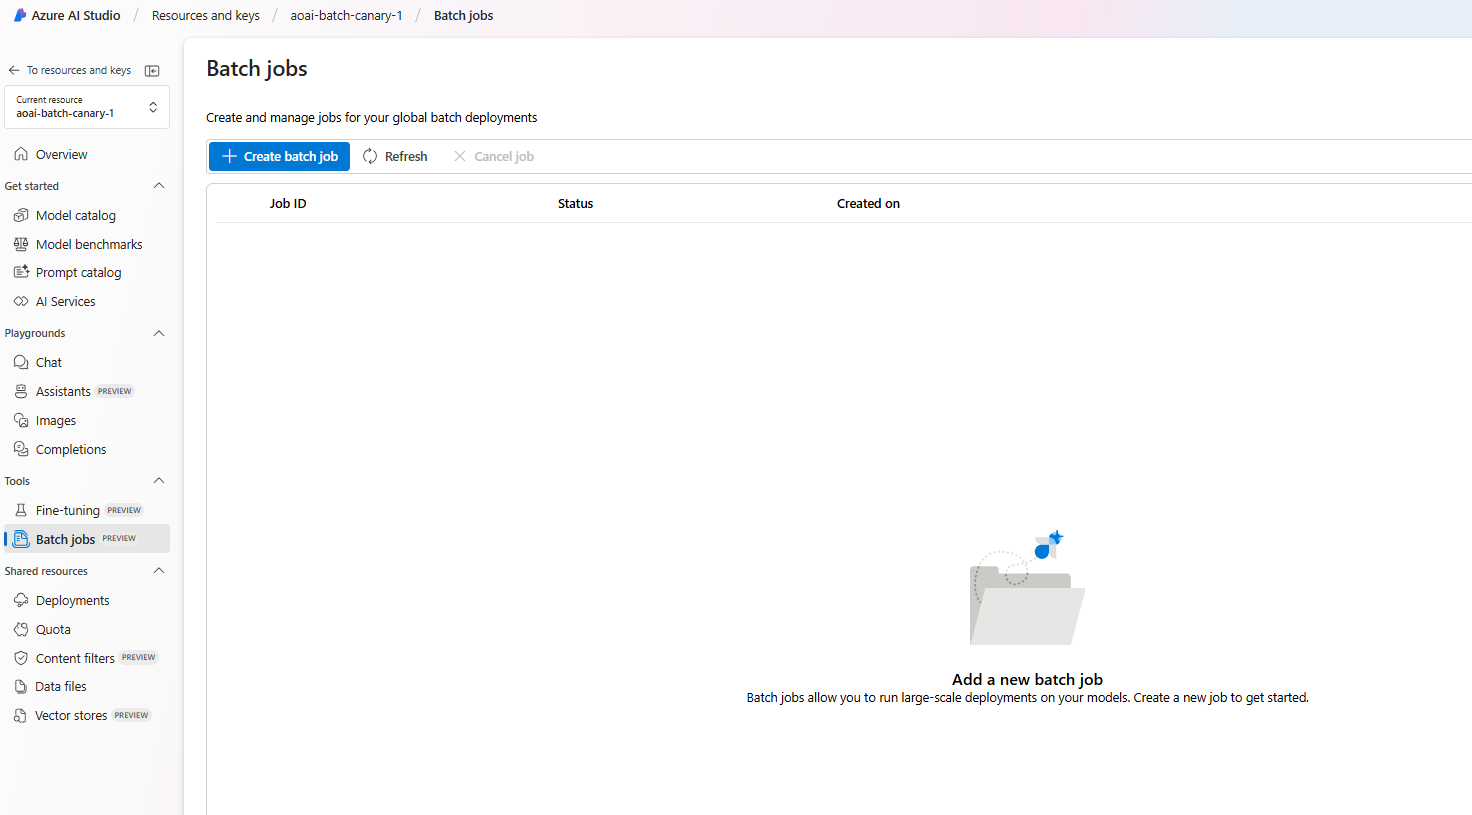 Azure AI Studio / Resources and keys / aoai-batch-canary-1 / Batch jobs
To resources and keys
Current resource
aoai-batch-canary-1
Overview
Get started
Model catalog
Model benchmarks
Prompt catalog
AI Services
Playgrounds
Chat
Assistants PREVIEW
Images
Completions
Tools
Fine-tuning PREVIEW
Batch jobs PREVIEW
Shared resources
Deployments
Quota
Content filters PREVIEW
Data files
Vector stores PREVIEW
Batch jobs
Create and manage jobs for your global batch deployments
Create batch job Refresh Cancel job
Job ID Status Created on
Add a new batch job
Batch jobs allow you to run large-scale deployments on your models. Create a new job to get started.